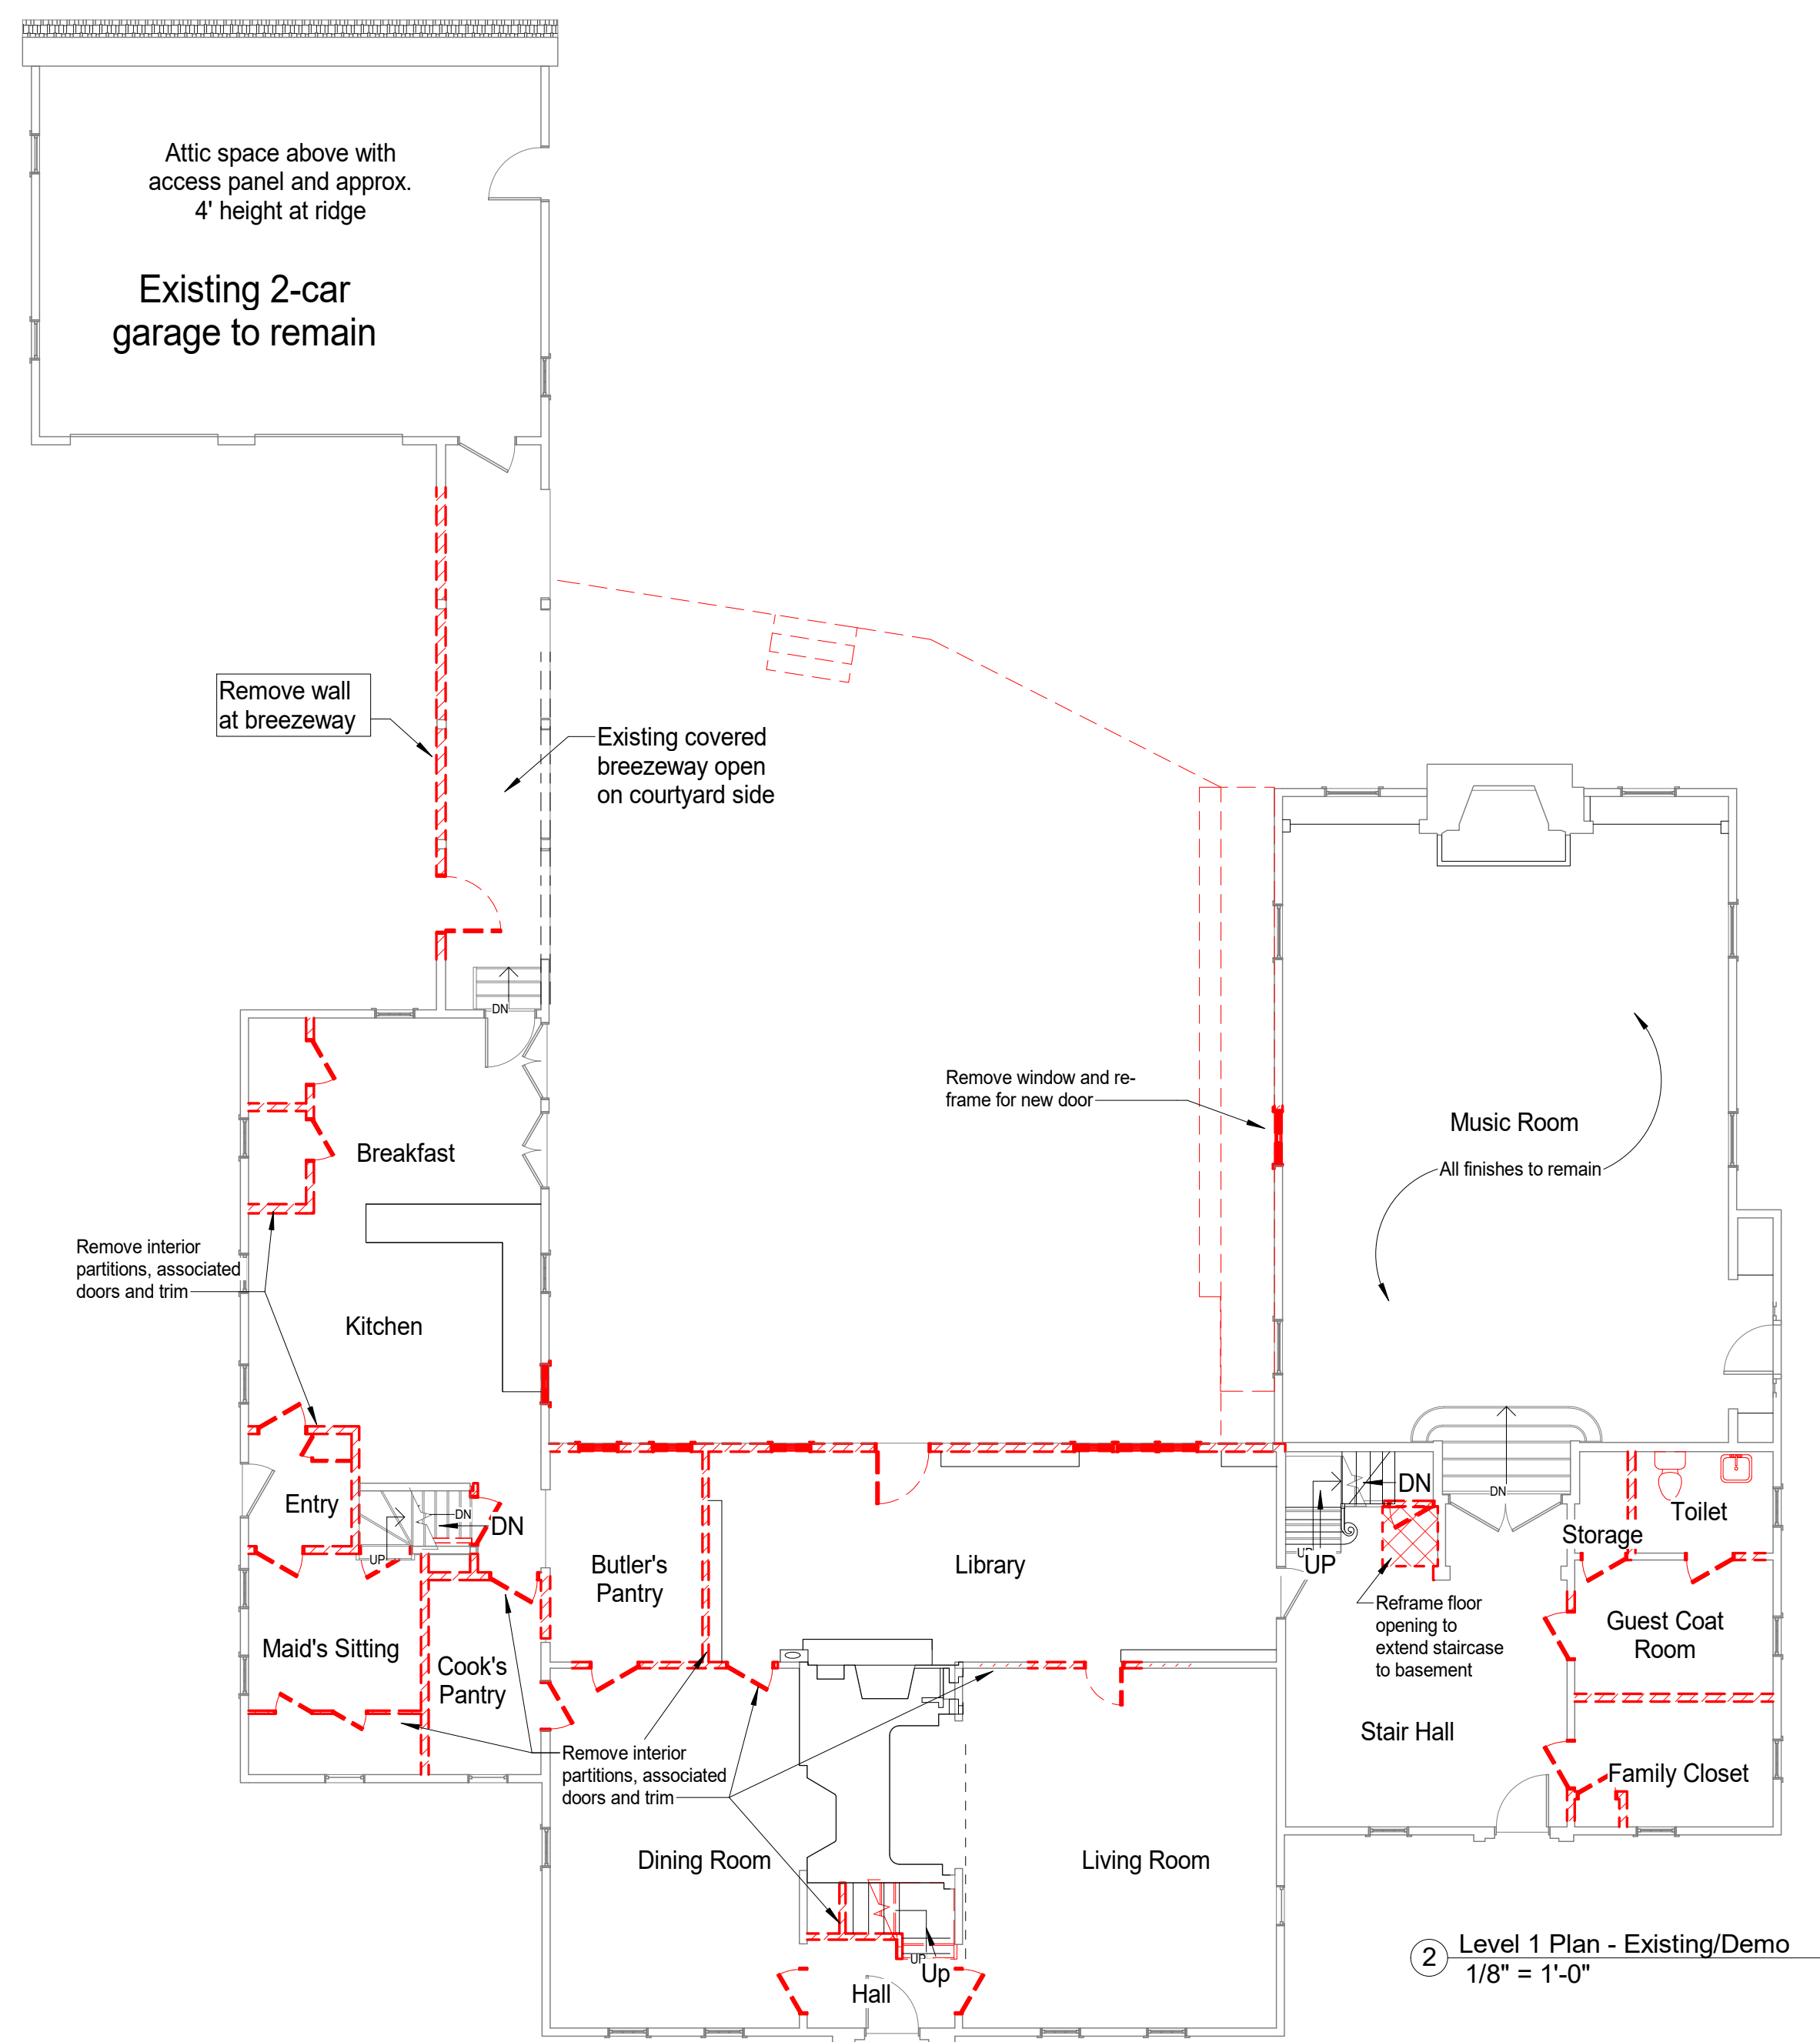 Attic space above with
access panel and approx.
4' height at ridge
Existing 2-car
garage to remain
Remove wall
at breezeway
Existing covered
breezeway open
on courtyard side
DN
Remove window and re-
frame for new door
Music Room
All finishes to remain
Breakfast
Remove interior
partitions, associated
doors and trim
Kitchen
Entry
DN
DN
UP
Butler's
Pantry
Library
DN
UP
UP
DN
Storage
Toilet
Reframe floor
opening to
extend staircase
to basement
Guest Coat
Room
Maid's Sitting
Cook's
Pantry
Stair Hall
Family Closet
Remove interior
partitions, associated
doors and trim
Dining Room
Living Room
UP
Up
Hall
2
Level 1 Plan - Existing/Demo
1/8" = 1'-0"